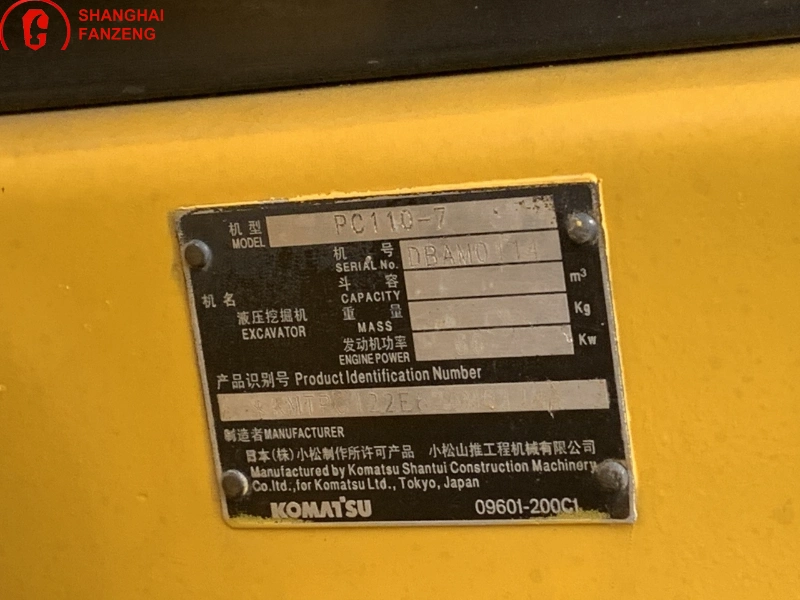 SHANGHAI
FANZENG
机型 PC110-7
MODEL
机号
SERIAL No.
斗容 m³
CAPACITY
机名
液压挖掘机
EXCAVATOR
重量 Kg
MASS
发动机功率 Kw
ENGINE POWER
产品识别号 Product Identification Number
制造者MANUFACTURER
日本(株)小松制作所许可产品 小松山推工程机械有限公司
Manufactured by Komatsu Shantui Construction Machinery
Co.ltd.,for Komatsu Ltd., Tokyo, Japan
KOMATSU 09601-200C1